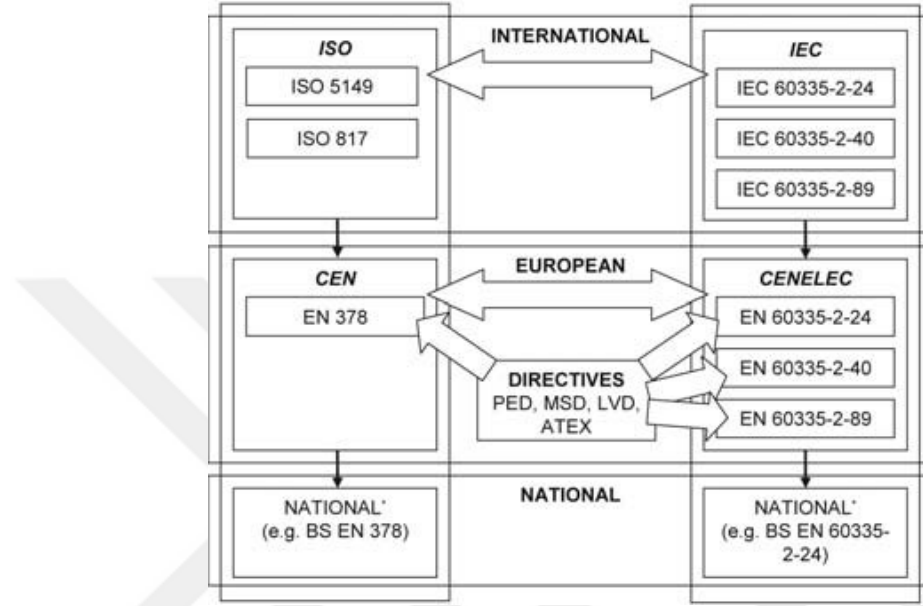 INTERNATIONAL
ISO
ISO 5149
ISO 817
IEC
IEC 60335-2-24
IEC 60335-2-40
IEC 60335-2-89
EUROPEAN
CEN
EN 378
CENELEC
EN 60335-2-24
EN 60335-2-40
EN 60335-2-89
DIRECTIVES
PED, MSD, LVD,
ATEX
NATIONAL
NATIONAL*
(e.g. BS EN 378)
NATIONAL*
(e.g. BS EN 60335-
2-24)